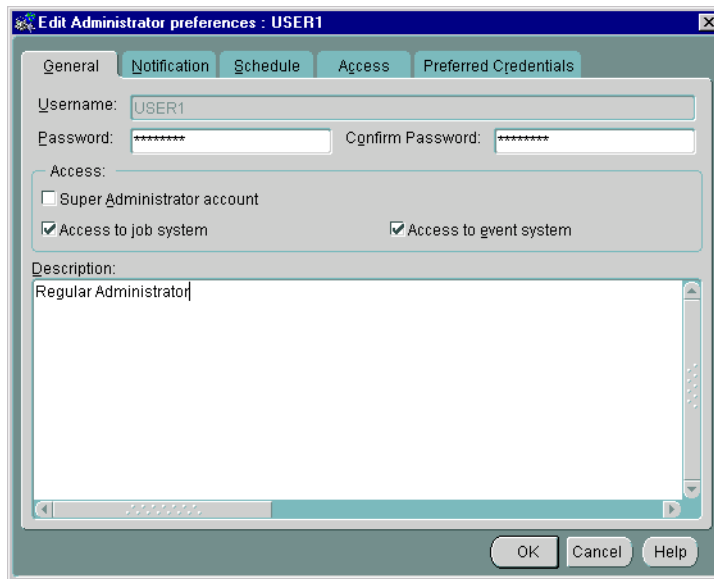 Edit Administrator preferences : USER1
General Notification Schedule Access Preferred Credentials
Username: USER1
Password: ******** Confirm Password: ********
Access:
Super Administrator account
Access to job system Access to event system
Description:
Regular Administrator
OK Cancel Help